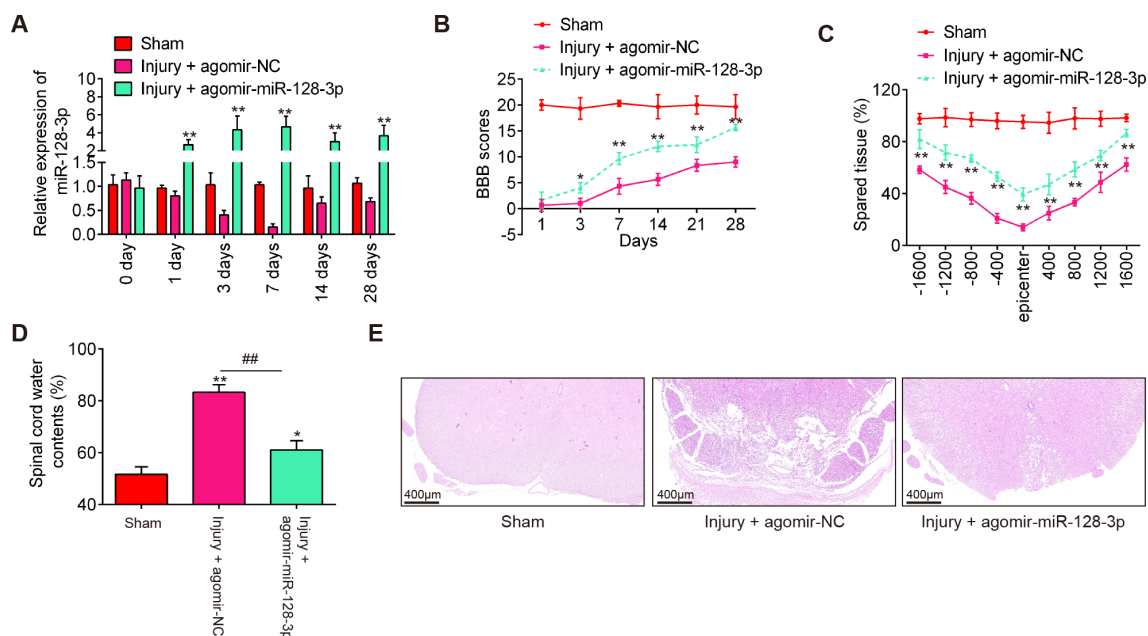 A
Sham
Injury + agomir-NC
Injury + agomir-miR-128-3p
Relative expression of
miR-128-3p
10
8
6
4
2
1.5
1.0
0.5
0.0
** ** ** ** **
0 day
1 day
3 days
7 days
14 days
28 days
B
Sham
Injury + agomir-NC
Injury + agomir-miR-128-3p
BBB scores
25
20
15
10
5
0
-5
* ** ** ** **
1 3 7 14 21 28
Days
C
Sham
Injury + agomir-NC
Injury + agomir-miR-128-3p
Spared tissue (%)
160
120
80
40
0
** ** ** ** ** ** ** ** **
-1600
-1200
-800
-400
epicenter
400
800
1200
1600
D
Spinal cord water
contents (%)
100
80
60
40
##
**
*
Sham
Injury + agomir-NC
Injury +
agomir-miR-128-3p
E
400μm
400μm
400μm
Sham
Injury + agomir-NC
Injury + agomir-miR-128-3p